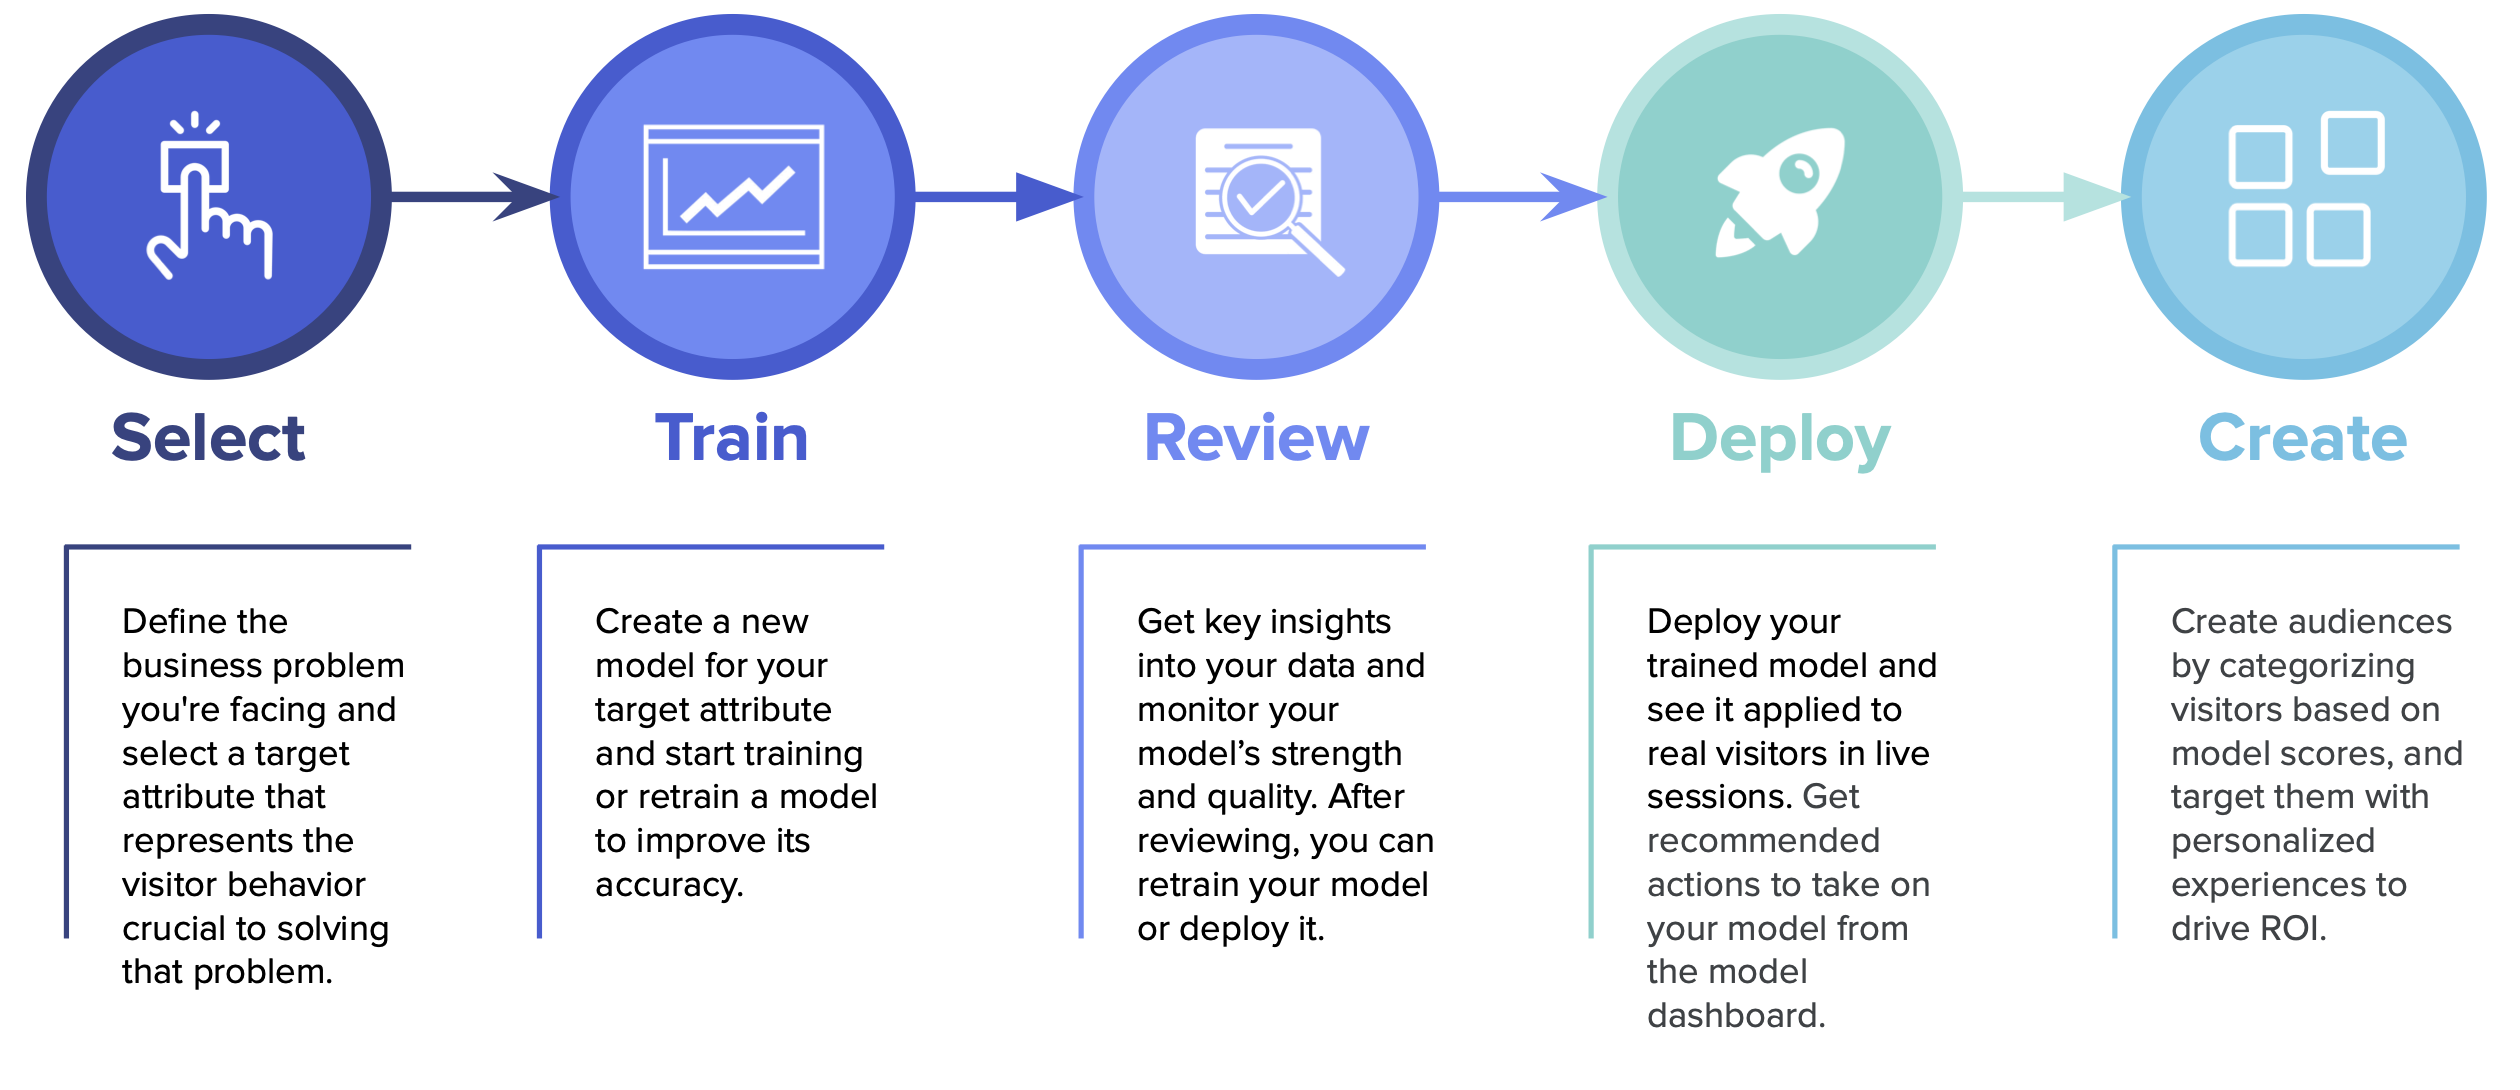 Select
Train
Review
Deploy
Create
Define the
business problem
you're facing and
select a target
attribute that
represents the
visitor behavior
crucial to solving
that problem.
Create a new
model for your
target attribute
and start training
or retrain a model
to improve its
accuracy.
Get key insights
into your data and
monitor your
model’s strength
and quality. After
reviewing, you can
retrain your model
or deploy it.
Deploy your
trained model and
see it applied to
real visitors in live
sessions. Get
recommended
actions to take on
your model from
the model
dashboard.
Create audiences
by categorizing
visitors based on
model scores, and
target them with
personalized
experiences to
drive ROI.